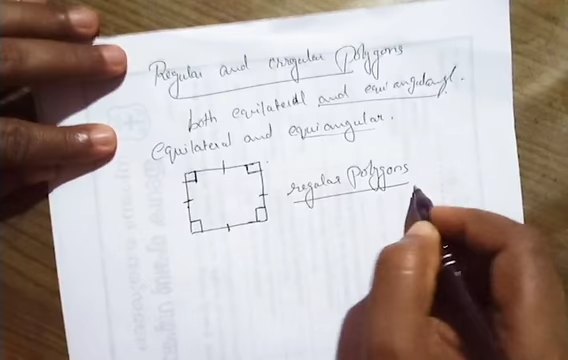 Regular and irregular Polygons
both equilateral and equiangular.
Equilateral and equiangular.
regular Polygons